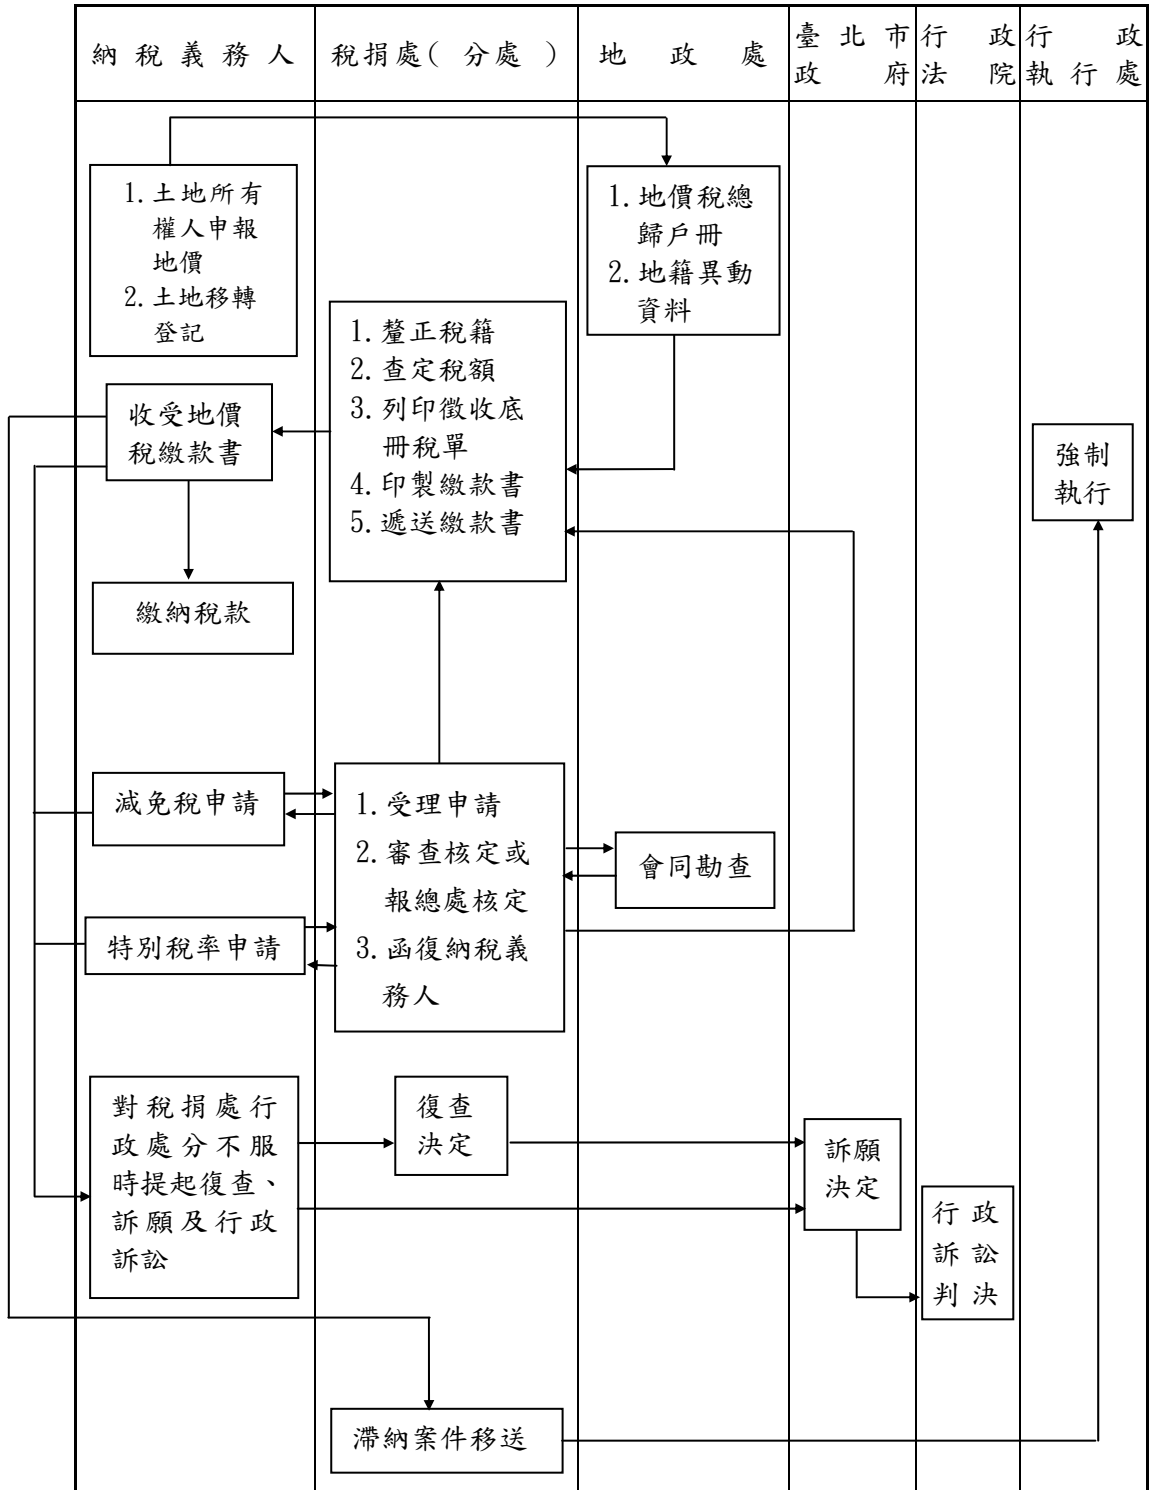 納稅義務人
稅捐處(分處)
地政處
臺北市
政府
行政
法院
行政
執行處
1.土地所有
權人申報
地價
2.土地移轉
登記
1.地價稅總
歸戶冊
2.地籍異動
資料
1.釐正稅籍
2.查定稅額
3.列印徵收底
冊稅單
4.印製繳款書
5.遞送繳款書
收受地價
稅繳款書
強制
執行
繳納稅款
減免稅申請
1.受理申請
2.審查核定或
報總處核定
3.函復納稅義
務人
會同勘查
特別稅率申請
對稅捐處行
政處分不服
時提起復查、
訴願及行政
訴訟
復查
決定
訴願
決定
行政
訴訟
判決
滯納案件移送